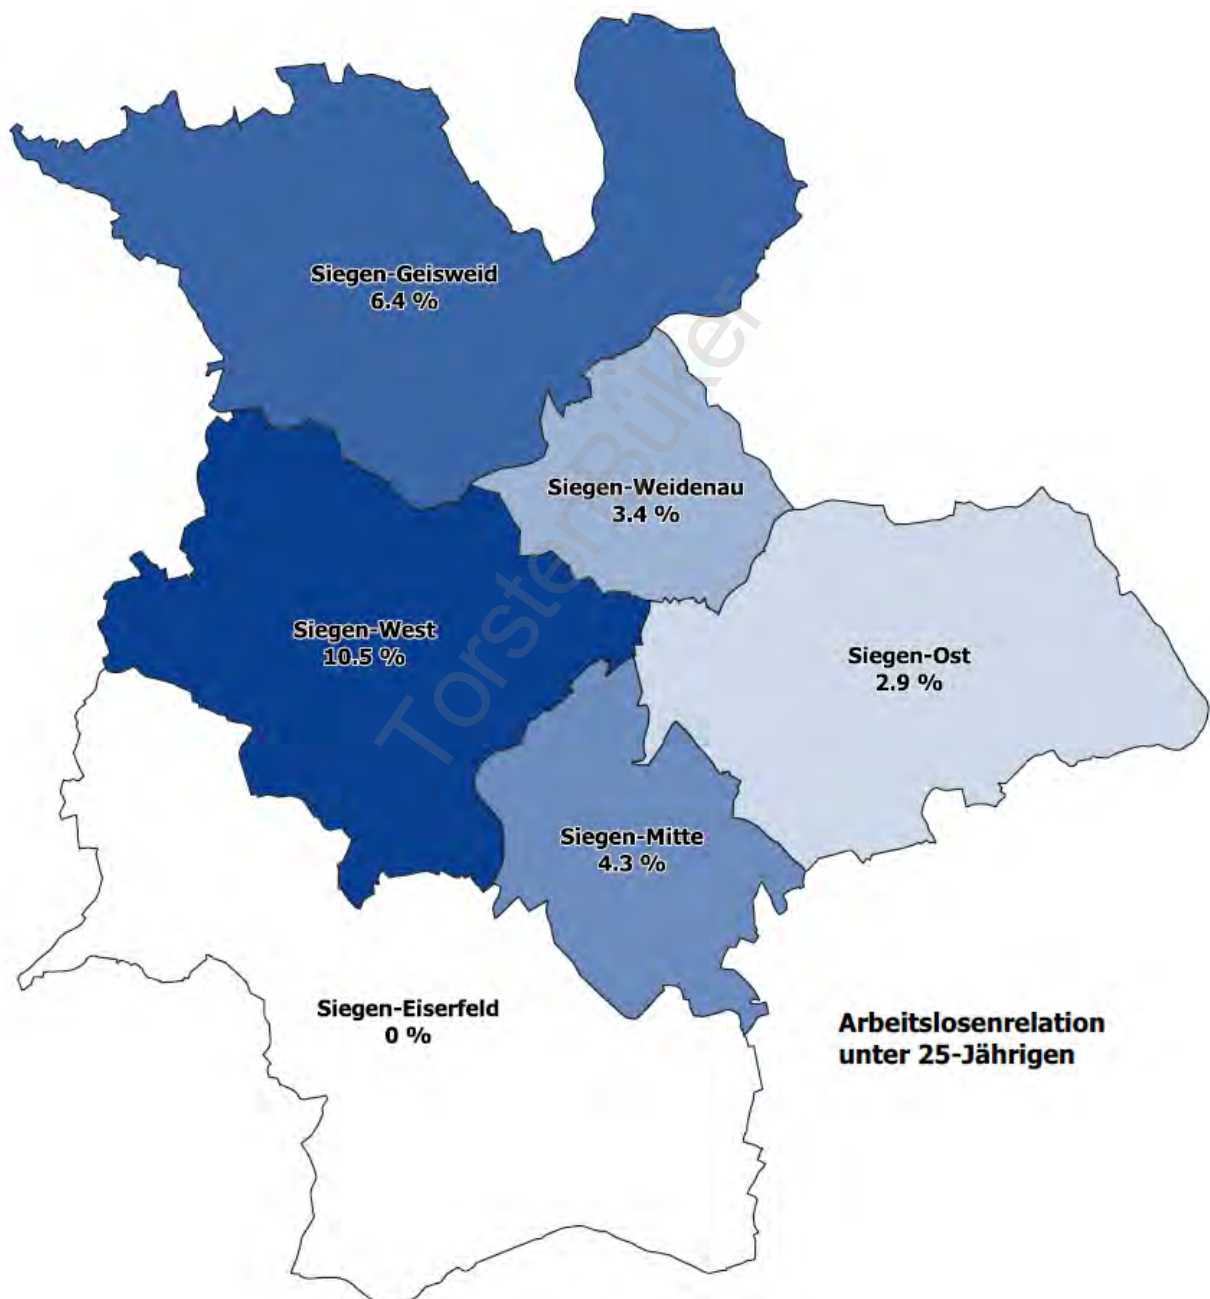 Siegen-Geisweid
6.4 %
Siegen-Weidenau
3.4 %
Siegen-West
10.5 %
Siegen-Ost
2.9 %
Siegen-Mitte
4.3 %
Siegen-Eiserfeld
0 %
Arbeitslosenrelation
unter 25-Jährigen
Torsten Büker